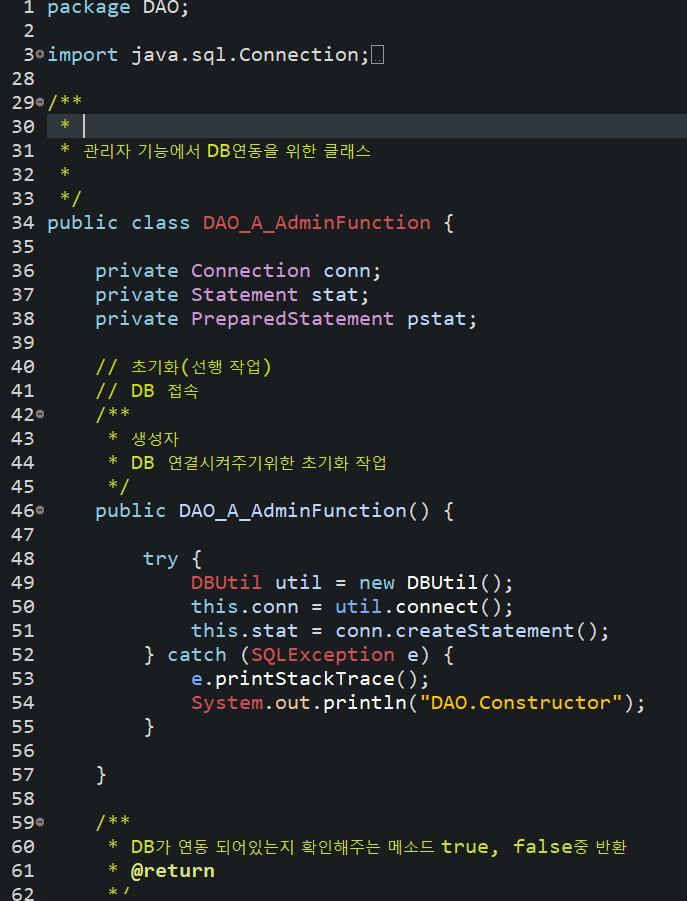 1 package DAO;
2
3 import java.sql.Connection;
28
29 /**
30  *
31  * 관리자 기능에서 DB연동을 위한 클래스
32  *
33  */
34 public class DAO_A_AdminFunction {
35
36     private Connection conn;
37     private Statement stat;
38     private PreparedStatement pstat;
39
40     // 초기화(선행 작업)
41     // DB 접속
42     /**
43      * 생성자
44      * DB 연결시켜주기위한 초기화 작업
45      */
46     public DAO_A_AdminFunction() {
47
48         try {
49             DBUtil util = new DBUtil();
50             this.conn = util.connect();
51             this.stat = conn.createStatement();
52         } catch (SQLException e) {
53             e.printStackTrace();
54             System.out.println("DAO.Constructor");
55         }
56
57     }
58
59     /**
60      * DB가 연동 되어있는지 확인해주는 메소드 true, false중 반환
61      * @return
62      */